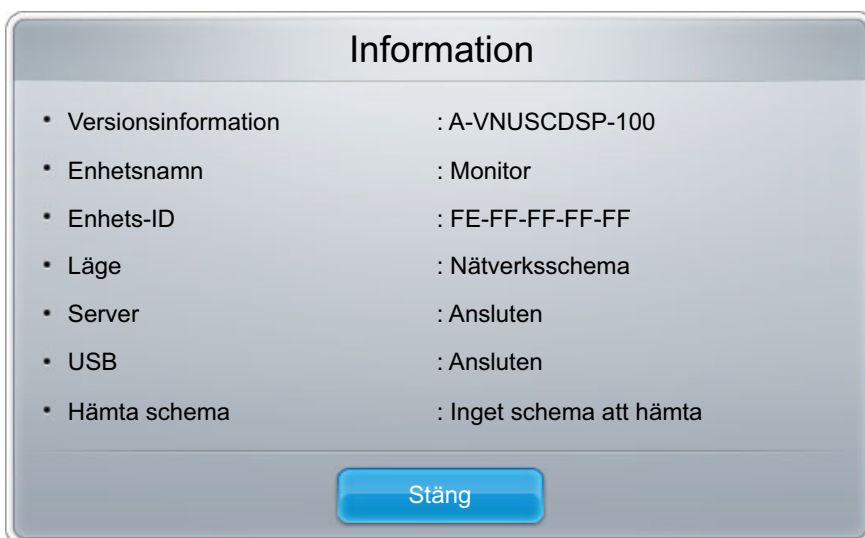 Information
• Versionsinformation : A-VNUSCDSP-100
• Enhetsnamn : Monitor
• Enhets-ID : FE-FF-FF-FF-FF
• Läge : Nätverksschema
• Server : Ansluten
• USB : Ansluten
• Hämta schema : Inget schema att hämta
Stäng